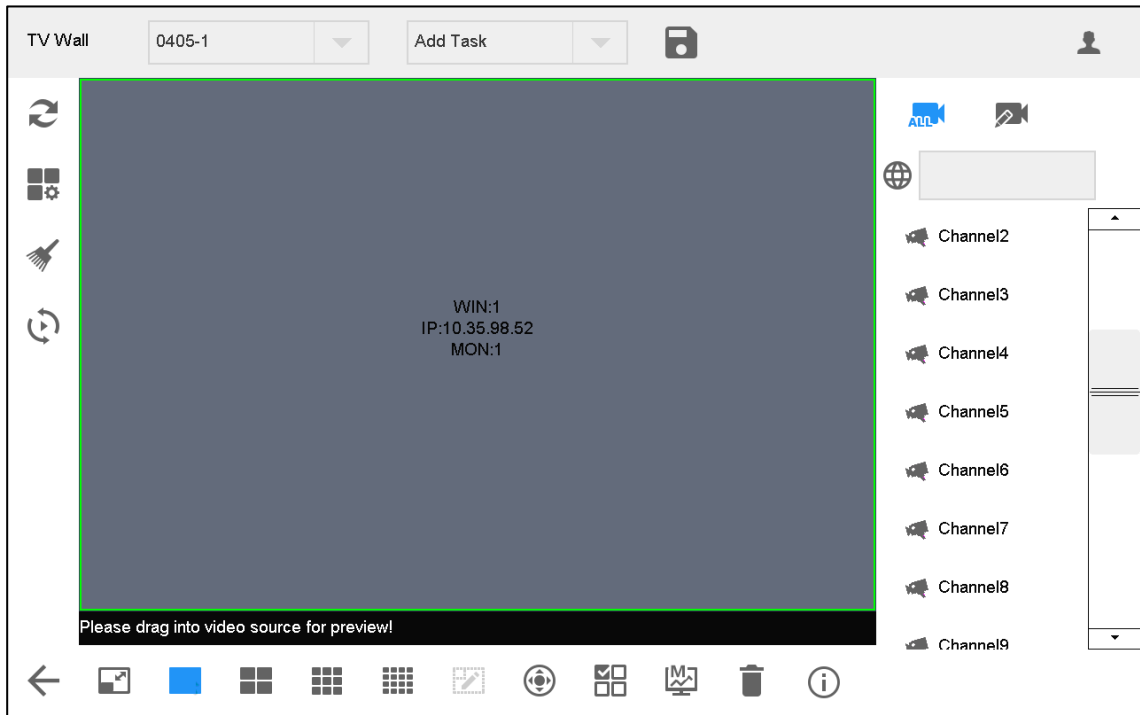 TV Wall
0405-1
Add Task
ALL
WIN:1
IP:10.35.98.52
MON:1
Channel2
Channel3
Channel4
Channel5
Channel6
Channel7
Channel8
Channel9
Please drag into video source for preview!
M